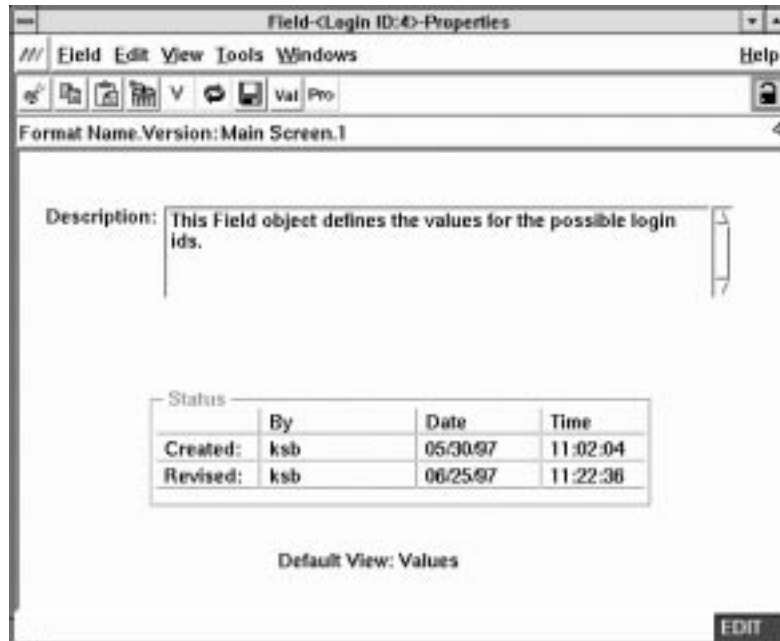 Field-<Login ID:4>-Properties
Field Edit View Tools Windows Help
V Val Pro
Format Name.Version: Main Screen.1 4
Description: This Field object defines the values for the possible login
ids.
Status
By Date Time
Created: ksb 05/30/97 11:02:04
Revised: ksb 06/25/97 11:22:36
Default View: Values
EDIT